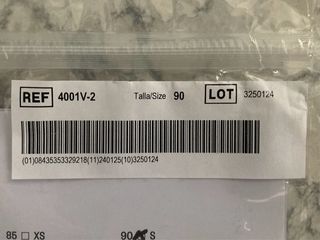 REF 4001V-2 Talla/Size 90 LOT 3250124
(01)08435353329218(11)240125(10)3250124
85 XS 90 S